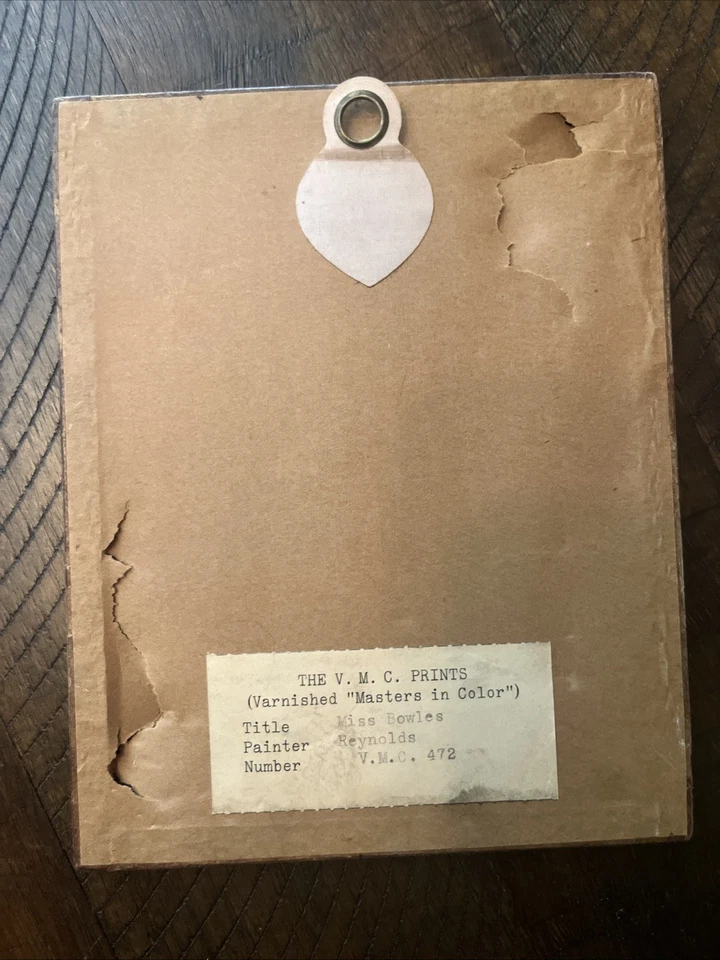 THE V. M. C. PRINTS
(Varnished "Masters in Color")
Title Miss Bowles
Painter Reynolds
Number V.M.C. 472